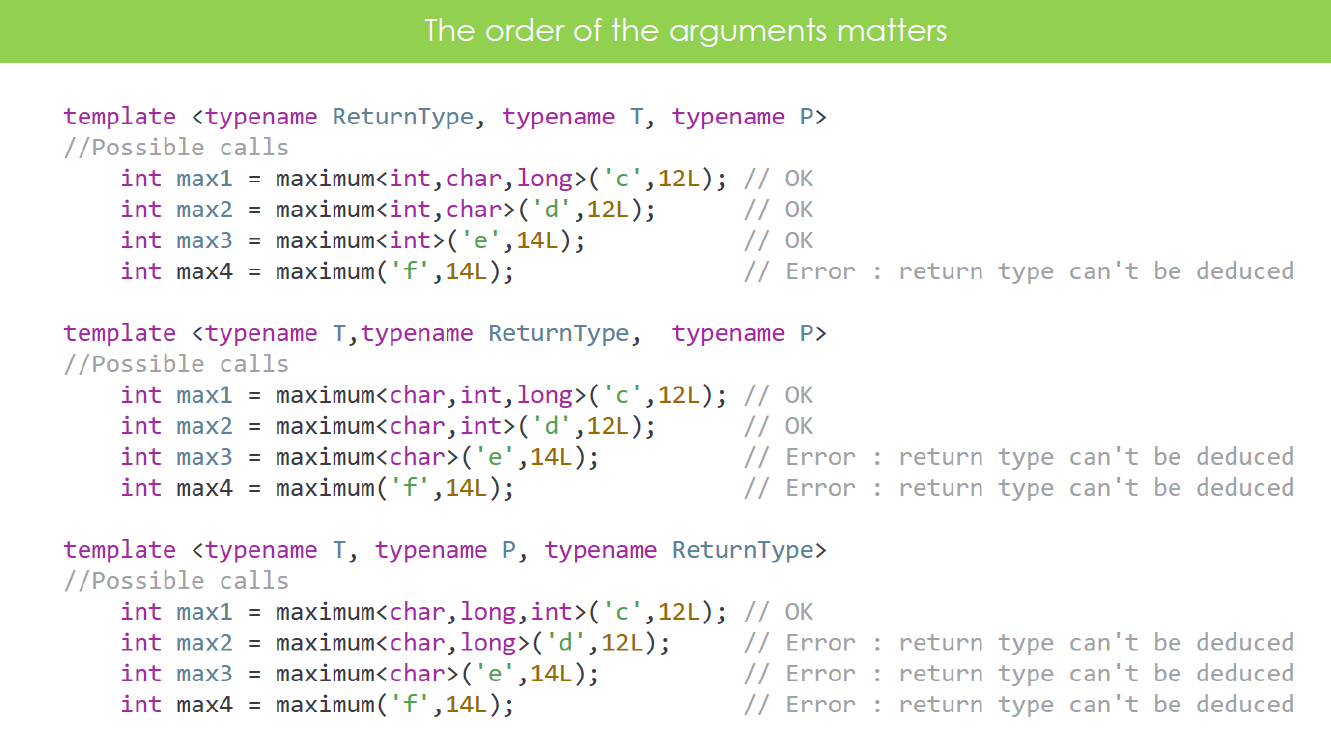 The order of the arguments matters
template <typename ReturnType, typename T, typename P>
//Possible calls
    int max1 = maximum<int,char,long>('c',12L); // OK
    int max2 = maximum<int,char>('d',12L);      // OK
    int max3 = maximum<int>('e',14L);           // OK
    int max4 = maximum('f',14L);                // Error : return type can't be deduced
template <typename T,typename ReturnType,  typename P>
//Possible calls
    int max1 = maximum<char,int,long>('c',12L); // OK
    int max2 = maximum<char,int>('d',12L);      // OK
    int max3 = maximum<char>('e',14L);          // Error : return type can't be deduced
    int max4 = maximum('f',14L);                // Error : return type can't be deduced
template <typename T, typename P, typename ReturnType>
//Possible calls
    int max1 = maximum<char,long,int>('c',12L); // OK
    int max2 = maximum<char,long>('d',12L);     // Error : return type can't be deduced
    int max3 = maximum<char>('e',14L);          // Error : return type can't be deduced
    int max4 = maximum('f',14L);                // Error : return type can't be deduced